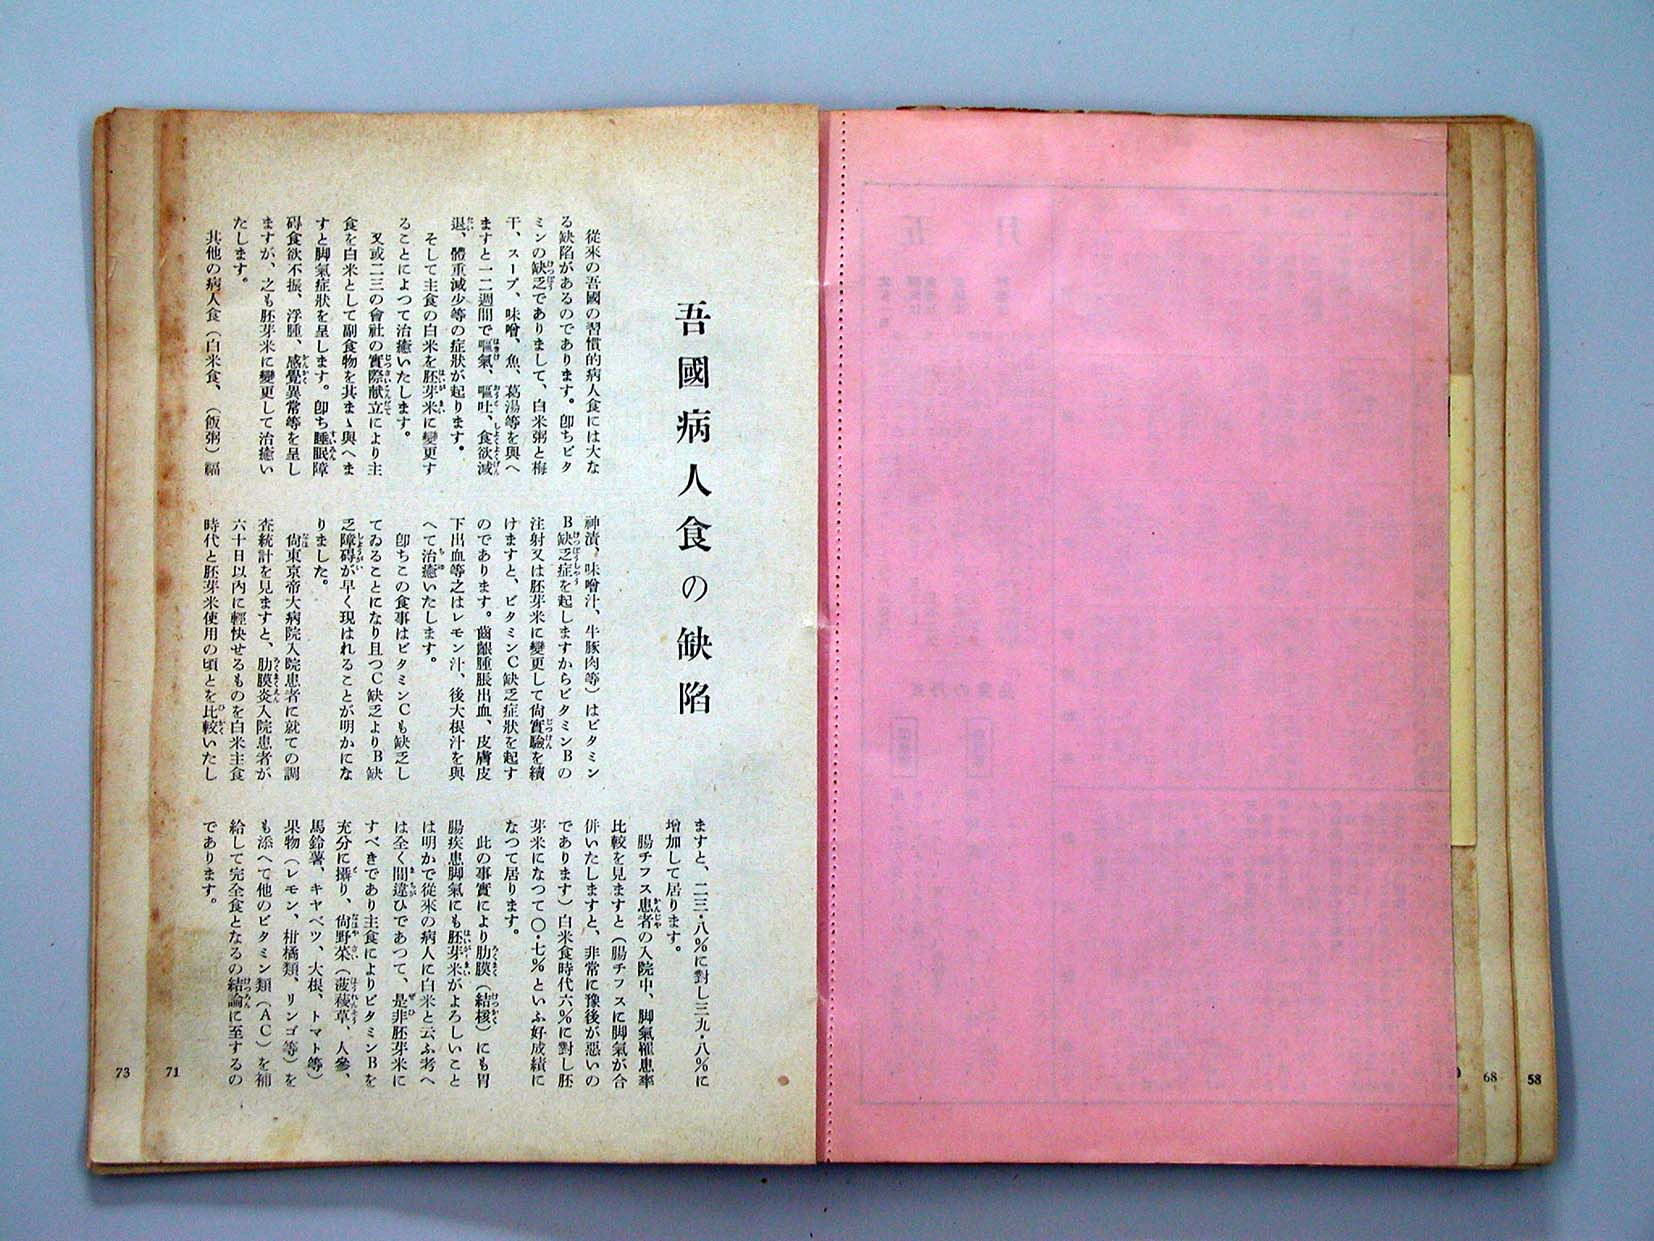 吾國病人食の缺陷
從來の吾國の習慣的病人食には大な
る缺陷があるのであります。卽ちビタ
ミンの缺乏でありまして、白米粥と梅
干、スープ、味噌、魚、葛湯等を與へ
ますと一二週間で嘔氣、嘔吐、食欲減
退、體重減少等の症狀が起ります。
そして主食の白米を胚芽米に變更す
ることによつて治癒いたします。
又或二三の會社の實際献立により主
食を白米として副食物を其まゝ與へま
すと脚氣症狀を呈します。卽ち睡眠障
碍食欲不振、浮腫、感覺異常等を呈し
ますが、之も胚芽米に變更して治癒い
たします。
其他の病人食（白米食、（飯粥）福
神漬、味噌汁、牛豚肉等）はビタミン
B缺乏症を起しますからビタミンBの
注射又は胚芽米に變更して尙實驗を續
けますと、ビタミンC缺乏症狀を起す
のであります。齒齦腫脹出血、皮膚皮
下出血等之はレモン汁、後大根汁を與
へて治癒いたします。
卽ちこの食事はビタミンCも缺乏し
てゐることになり且つC缺乏よりB缺
乏障碍が早く現はれることが明かにな
りました。
尙東京帝大病院入院患者に就ての調
査統計を見ますと、肋膜炎入院患者が
六十日以內に輕快せるものを白米主食
時代と胚芽米使用の頃とを比較いたし
ますと、二三・八％に對し三九・八％に
增加して居ります。
腸チフス患者の入院中、脚氣罹患率
比較を見ますと（腸チフスに脚氣が合
併いたしますと、非常に豫後が惡いの
であります）白米食時代六％に對し胚
芽米になつて〇・七％といふ好成績に
なつて居ります。
此の事實により肋膜（結核）にも胃
腸疾患脚氣にも胚芽米がよろしいこと
は明かで從來の病人に白米と云ふ考へ
は全く間違ひであつて、是非胚芽米に
すべきであり主食によりビタミンBを
充分に攝り、尙野菜（菠薐草、人參、
馬鈴薯、キヤベツ、大根、トマト等）
果物（レモン、柑橘類、リンゴ等）を
も添へて他のビタミン類（AC）を補
給して完全食となるの結論に至するの
であります。
71
73
68
58